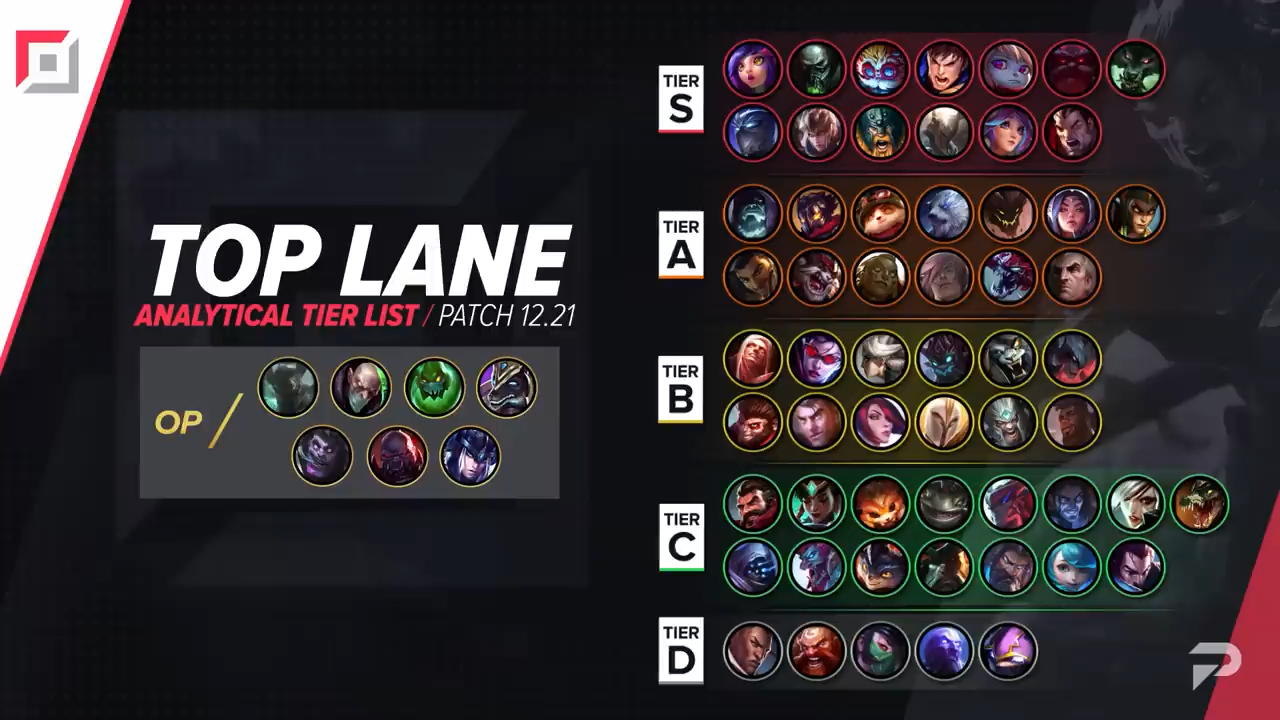 TOP LANE
ANALYTICAL TIER LIST / PATCH 12.21
OP /
TIER
S
TIER
A
TIER
B
TIER
C
TIER
D